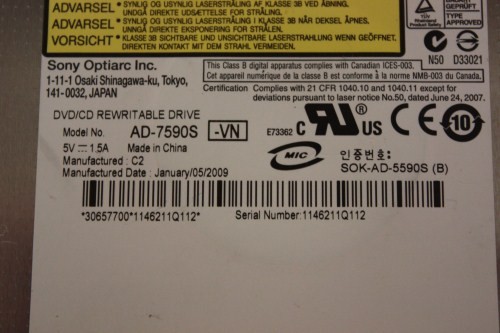 ADVARSEL • SYNLIG OG USYNLIG LASERSTRÅLING AF KLASSE 3B VED ÅBNING.
UNDGÅ UDSÆTTELSE FOR STRÅLING.
ADVARSEL • SYNLIG OG USYNLIG LASERSTRÅLING I KLASSE 3B NÅR DEKSEL ÅPNES.
UNNGÅ DIREKTE EKSPONERING FOR STRÅLEN.
VORSICHT • KLASSE 3B SICHTBARE UND UNSICHTBARE LASERSTRAHLUNG, WENN GEÖFFNET.
DIREKTEN KONTAKT MIT DEM STRAHL VERMEIDEN.
GEPRÜFT
TYPE
APPROVED
N50 D33021
Sony Optiarc Inc.
1-11-1 Osaki Shinagawa-ku, Tokyo,
141-0032, JAPAN
This Class B digital apparatus complies with Canadian ICES-003.
Cet appareil numérique de la classe B est conforme à la norme NMB-003 du Canada.
Certification : Complies with 21 CFR 1040.10 and 1040.11 except for
deviations pursuant to laser notice No.50, dated June 24, 2007.
DVD/CD REWRITABLE DRIVE
Model No. AD-7590S -VN
5V 1.5A Made in China
Manufactured : C2
Manufactured Date : January/05/2009
E73362 C US ® 10
MIC
인증번호:
SOK-AD-5590S (B)
*30657700*1146211Q112*
Serial Number:1146211Q112